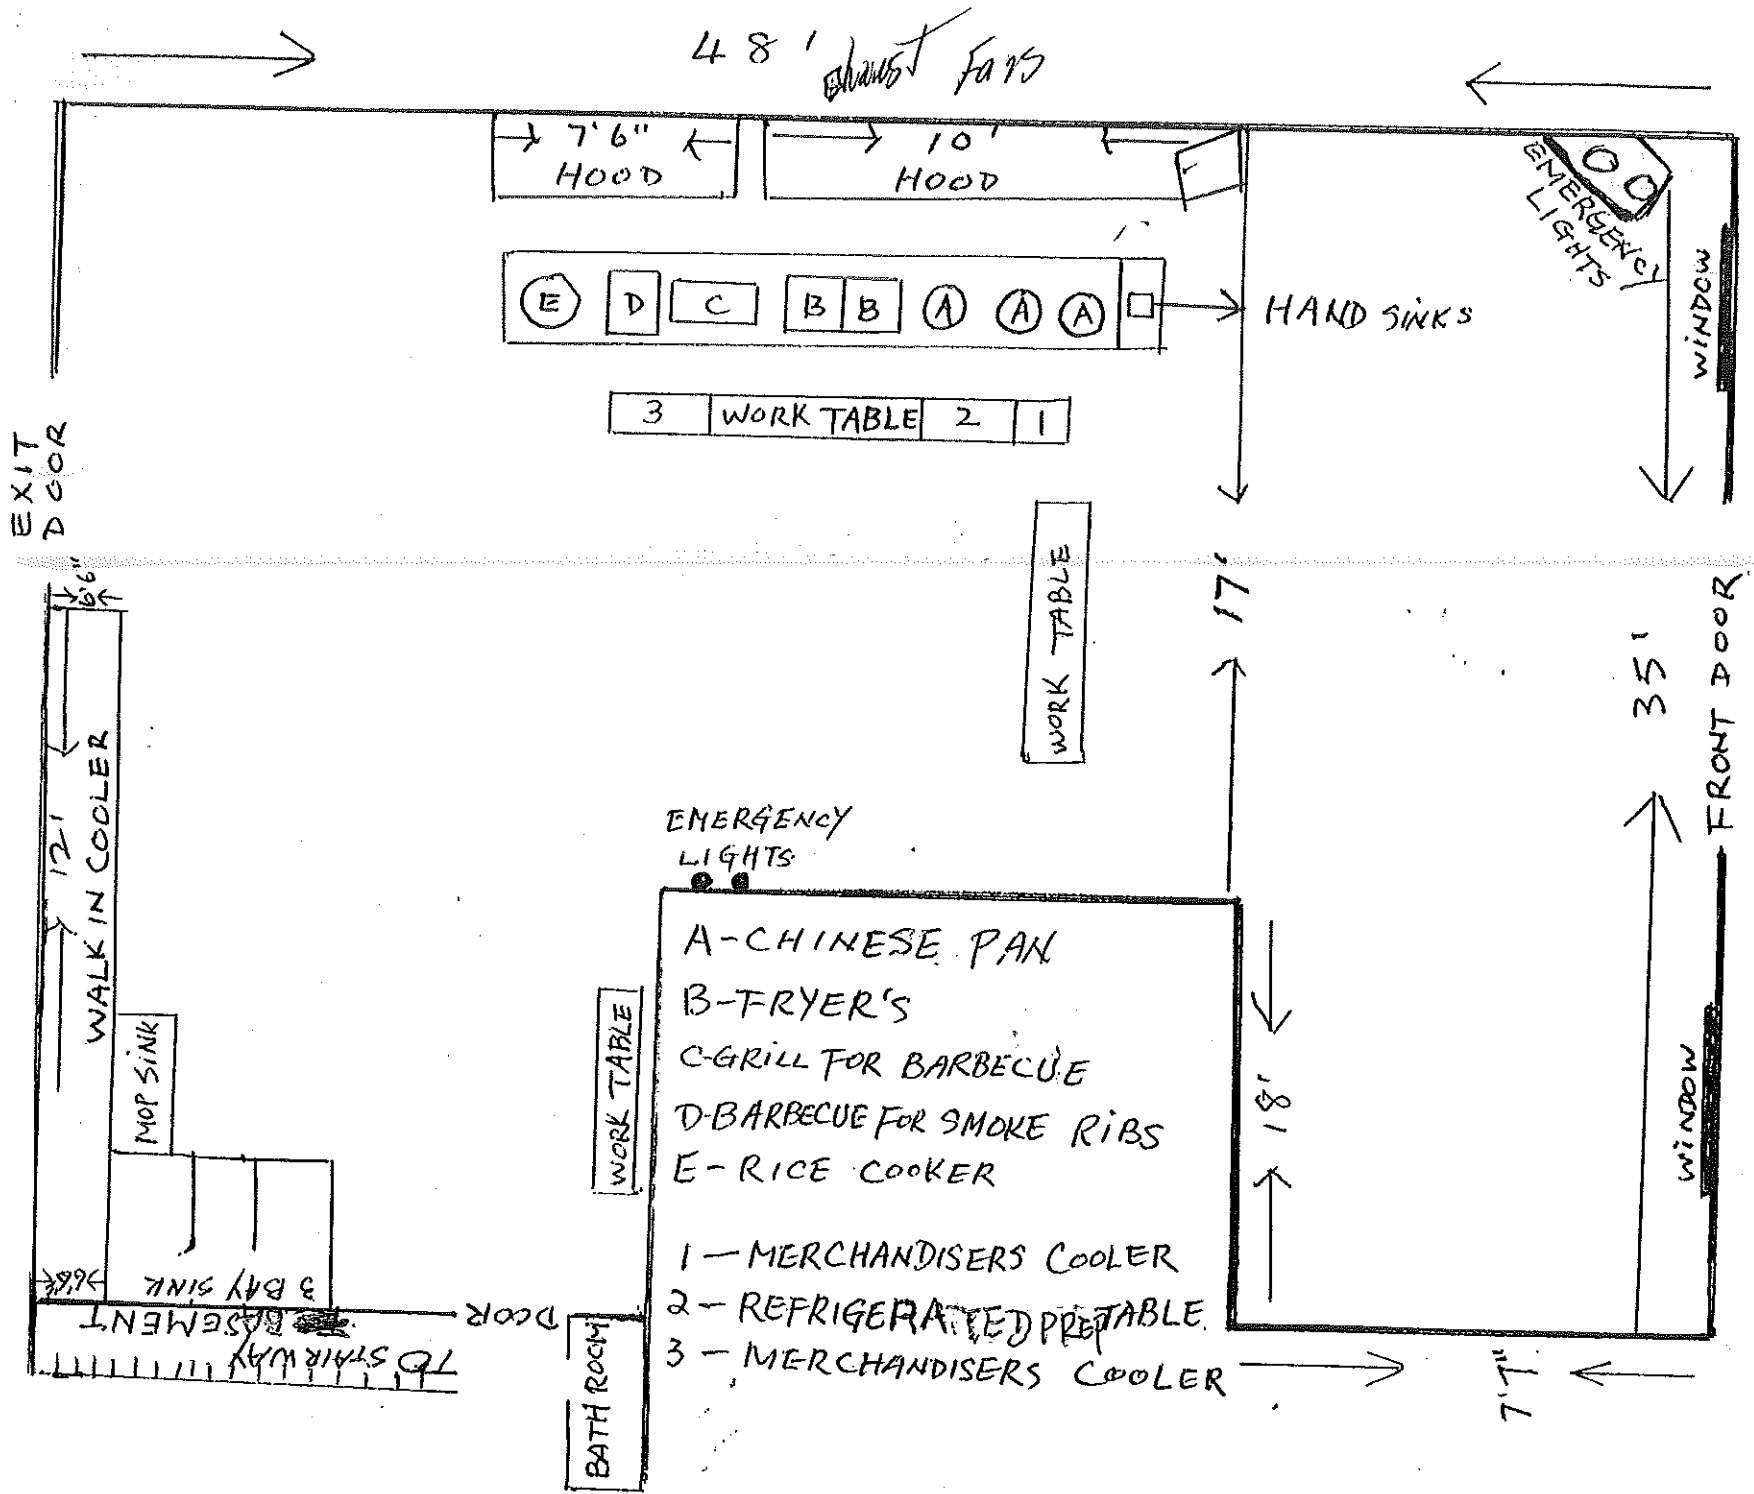 48'
Exhaust Fans
7'6"
HOOD
10'
HOOD
EMERGENCY
LIGHTS
WINDOW
E
D
C
B
B
A
A
A
HAND SINKS
3
WORK TABLE
2
1
EXIT
DOOR
6'6"
WORK TABLE
17'
35'
FRONT DOOR
12'
WALK IN COOLER
EMERGENCY
LIGHTS
MOP SINK
WORK TABLE
A-CHINESE PAN
B-FRYER'S
C-GRILL FOR BARBECUE
D-BARBECUE FOR SMOKE RIBS
E-RICE COOKER
1-MERCHANDISERS COOLER
2-REFRIGERATED PREP TABLE
3-MERCHANDISERS COOLER
18'
WINDOW
3 BAY SINK
DOOR
BASEMENT
TO STAIRWAY
BATH ROOM